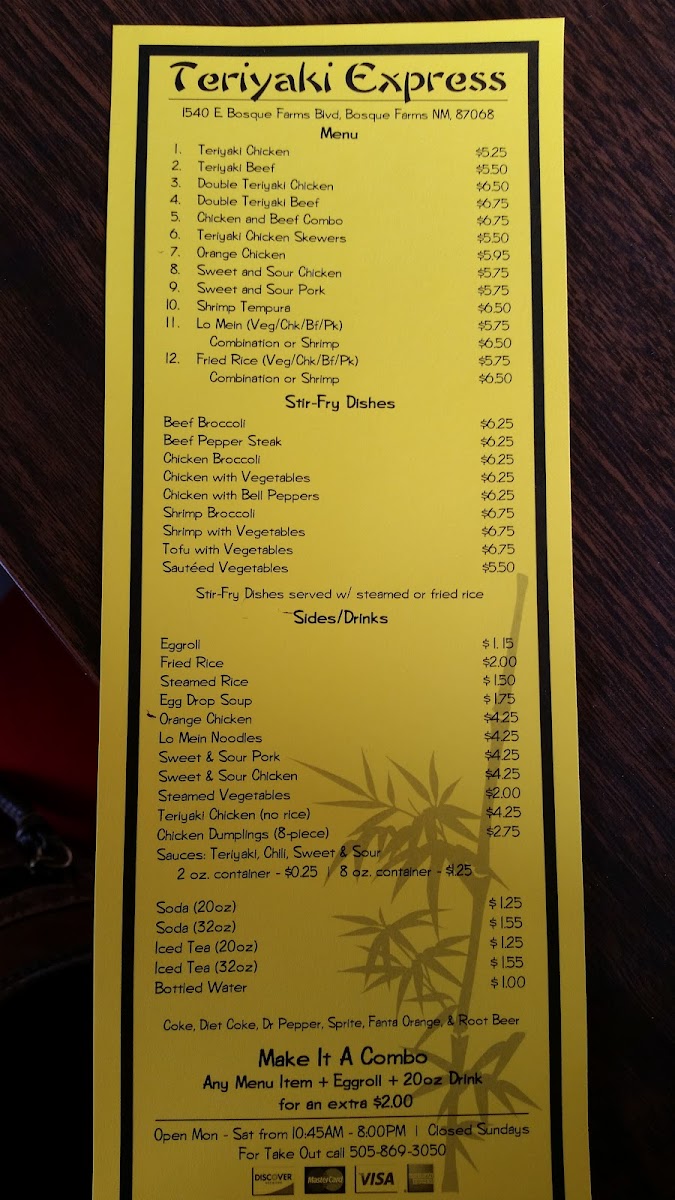 Teriyaki Express
1540 E. Bosque Farms Blvd, Bosque Farms NM, 87068
Menu
1. Teriyaki Chicken $5.25
2. Teriyaki Beef $5.50
3. Double Teriyaki Chicken $6.50
4. Double Teriyaki Beef $6.75
5. Chicken and Beef Combo $6.75
6. Teriyaki Chicken Skewers $5.50
7. Orange Chicken $5.95
8. Sweet and Sour Chicken $5.75
9. Sweet and Sour Pork $5.75
10. Shrimp Tempura $6.50
11. Lo Mein (Veg/Chk/Bf/Pk) $5.75
Combination or Shrimp $6.50
12. Fried Rice (Veg/Chk/Bf/Pk) $5.75
Combination or Shrimp $6.50
Stir-Fry Dishes
Beef Broccoli $6.25
Beef Pepper Steak $6.25
Chicken Broccoli $6.25
Chicken with Vegetables $6.25
Chicken with Bell Peppers $6.25
Shrimp Broccoli $6.75
Shrimp with Vegetables $6.75
Tofu with Vegetables $6.75
Sautéed Vegetables $5.50
Stir-Fry Dishes served w/ steamed or fried rice
Sides/Drinks
Eggroll $1.15
Fried Rice $2.00
Steamed Rice $1.50
Egg Drop Soup $1.75
Orange Chicken $4.25
Lo Mein Noodles $4.25
Sweet & Sour Pork $4.25
Sweet & Sour Chicken $4.25
Steamed Vegetables $2.00
Teriyaki Chicken (no rice) $4.25
Chicken Dumplings (8-piece) $2.75
Sauces: Teriyaki, Chili, Sweet & Sour
2 oz. container - $0.25 | 8 oz. container - $1.25
Soda (20oz) $1.25
Soda (32oz) $1.55
Iced Tea (20oz) $1.25
Iced Tea (32oz) $1.55
Bottled Water $1.00
Coke, Diet Coke, Dr Pepper, Sprite, Fanta Orange, & Root Beer
Make It A Combo
Any Menu Item + Eggroll + 20oz Drink
for an extra $2.00
Open Mon - Sat from 10:45AM - 8:00PM | Closed Sundays
For Take Out call 505-869-3050
DISCOVER MasterCard VISA